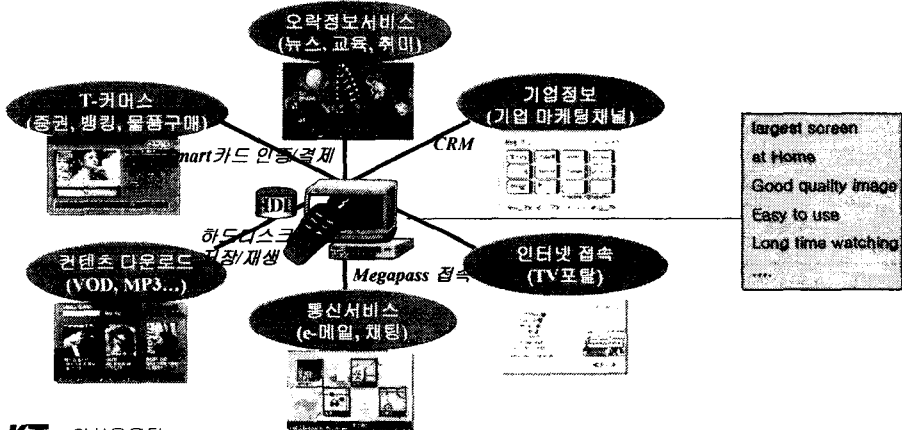 오락정보서비스
(뉴스, 교육, 취미)
T-커머스
(증권, 뱅킹, 물품구매)
기업정보
(기업 마케팅채널)
mart카드 인증/결제
CRM
하드디스크
저장/재생
Megapass 접속
컨텐츠 다운로드
(VOD, MP3...)
인터넷 접속
(TV포탈)
통신서비스
(e-메일, 채팅)
largest screen
at Home
Good quality image
Easy to use
Long time watching
....
KT